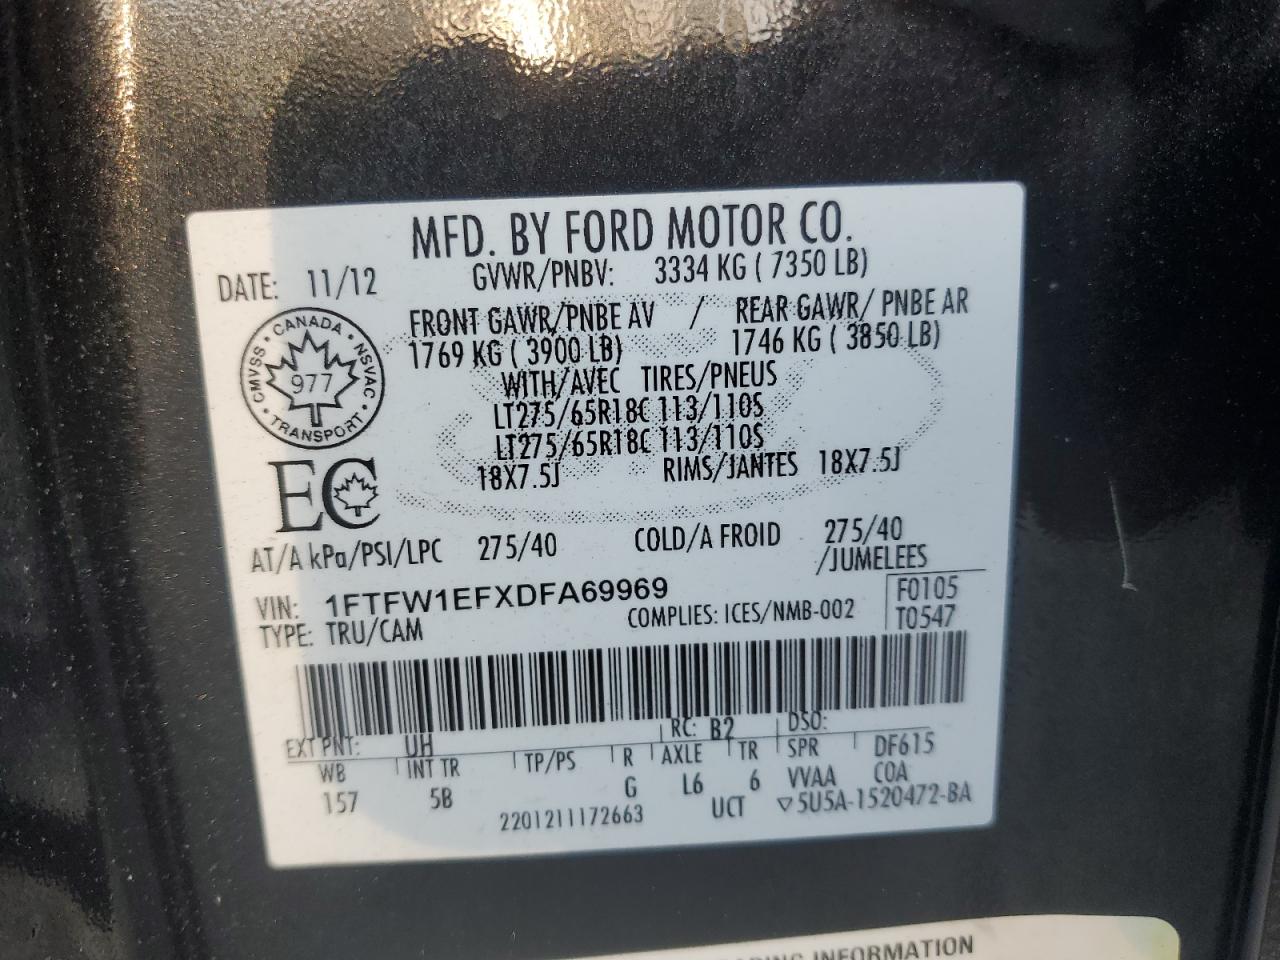 MFD. BY FORD MOTOR CO.
DATE: 11/12
GVWR/PNBV: 3334 KG ( 7350 LB)
FRONT GAWR/PNBE AV / REAR GAWR/ PNBE AR
1769 KG ( 3900 LB) 1746 KG ( 3850 LB)
WITH/AVEC TIRES/PNEUS
LT275/65R18C 113/110S
LT275/65R18C 113/110S
18X7.5J RIMS/JANTES 18X7.5J
CANADA
CMVSS · NSVAC
977
TRANSPORT
EC
AT/A kPa/PSI/LPC 275/40 COLD/A FROID 275/40
/JUMELEES
VIN: 1FTFW1EFXDFA69969
F0105
TYPE: TRU/CAM COMPLIES: ICES/NMB-002
T0547
EXT PNT: UH RC: B2 DSO:
WB INT TR TP/PS R AXLE TR SPR DF615
157 5B G L6 6 VVAA COA
2201211172663 UCT ▽5U5A-1520472-BA
INFORMATION